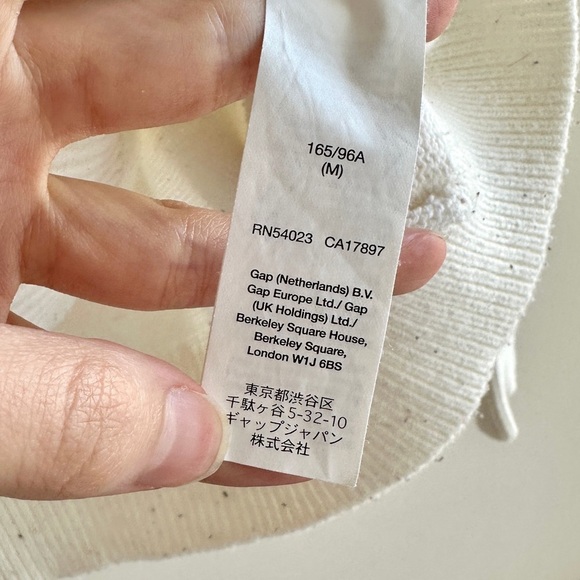 165/96A
(M)
RN54023 CA17897
Gap (Netherlands) B.V.
Gap Europe Ltd./ Gap
(UK Holdings) Ltd./
Berkeley Square House,
Berkeley Square,
London W1J 6BS
東京都渋谷区
千駄ヶ谷 5-32-10
ギャップジャパン
株式会社